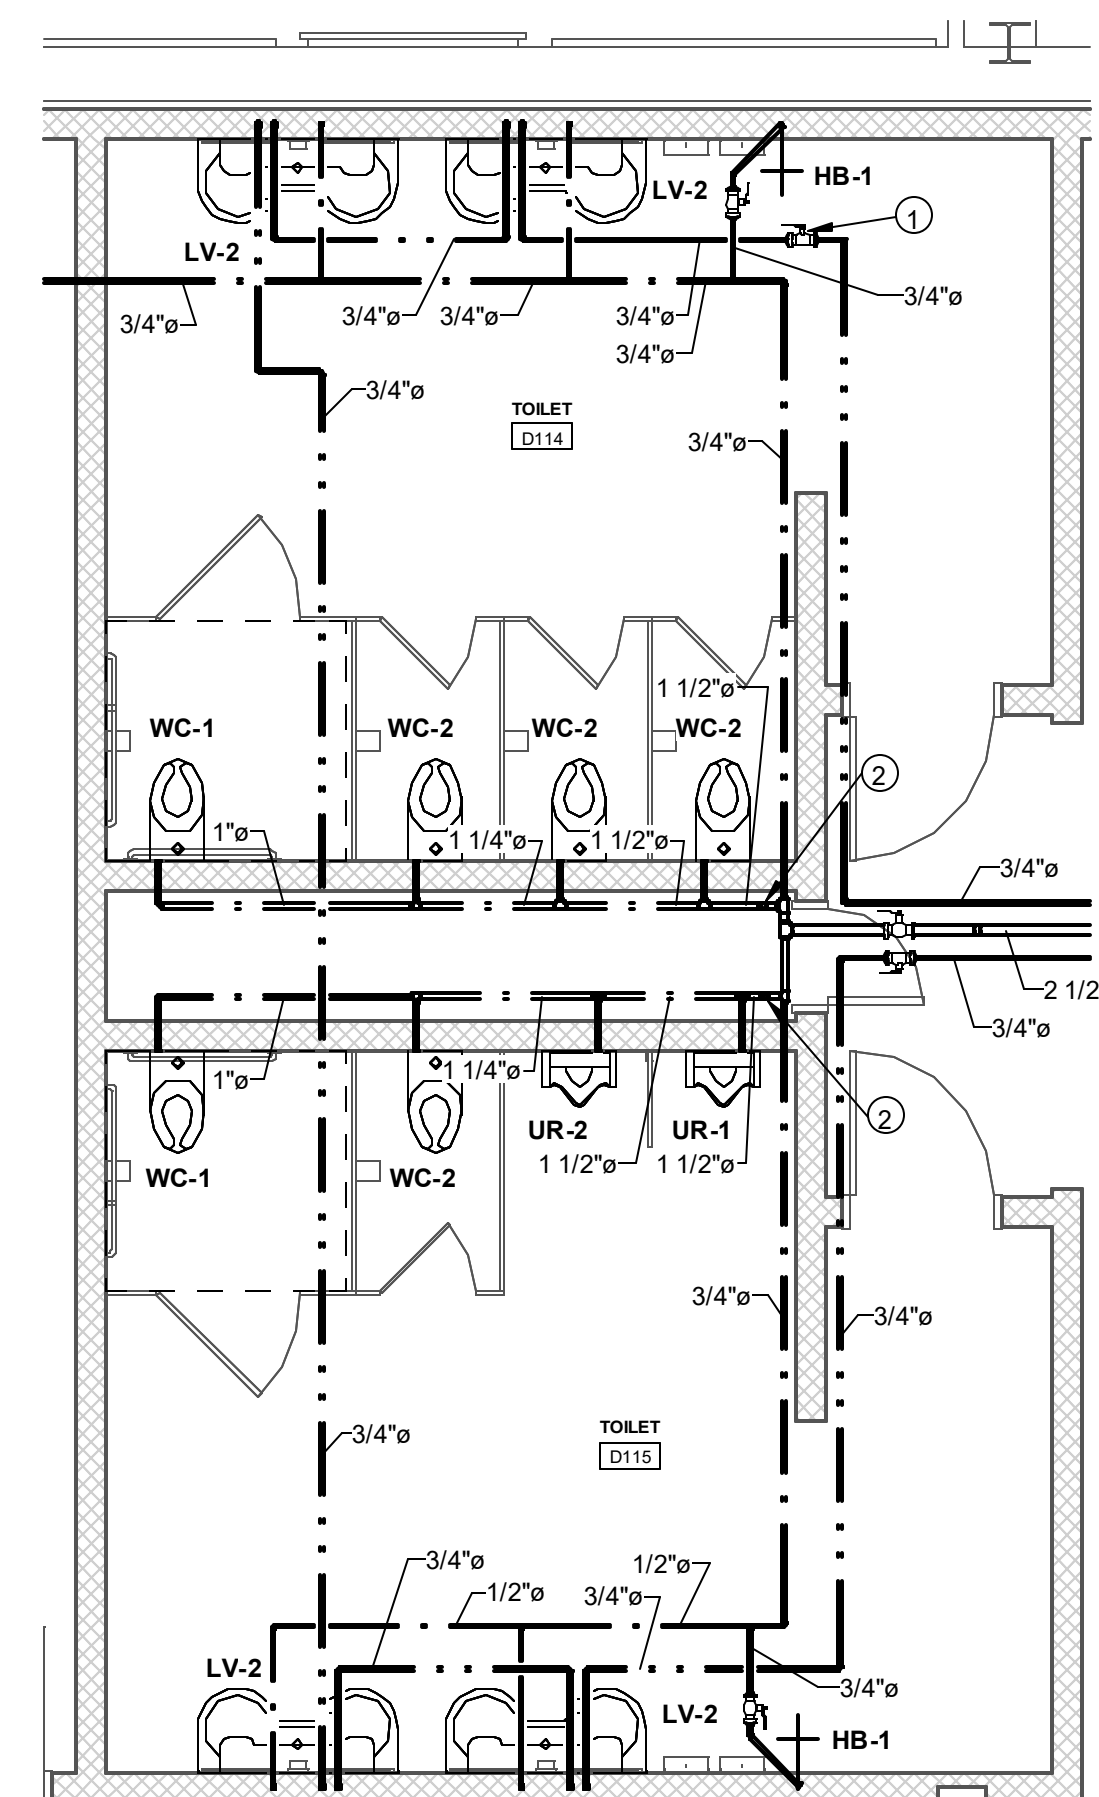 HB-1
LV-2
1
LV-2
3/4"ø
3/4"ø
3/4"ø
3/4"ø
3/4"ø
3/4"ø
3/4"ø
TOILET
D114
3/4"ø
1 1/2"ø
WC-1
WC-2
WC-2
WC-2
2
1"ø
1 1/4"ø
1 1/2"ø
3/4"ø
2 1/2
3/4"ø
1"ø
1 1/4"ø
2
UR-2
UR-1
1 1/2"ø
1 1/2"ø
WC-1
WC-2
3/4"ø
3/4"ø
TOILET
D115
3/4"ø
3/4"ø
1/2"ø
1/2"ø
3/4"ø
LV-2
3/4"ø
LV-2
HB-1